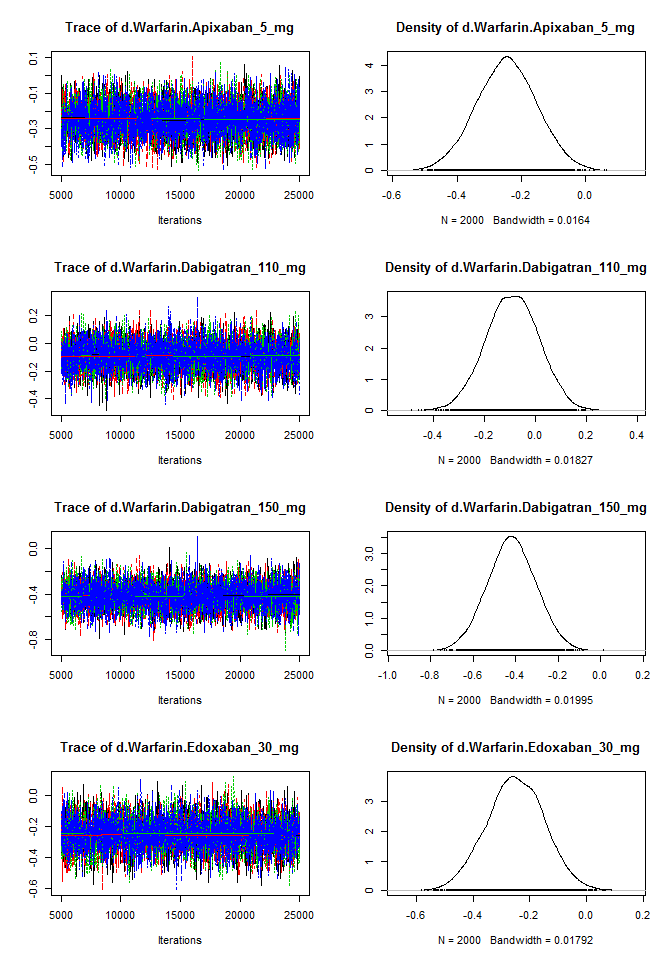 Trace of d.Warfarin.Apixaban_5_mg
0.1
-0.1
-0.3
-0.5
5000 10000 15000 20000 25000
Iterations
Density of d.Warfarin.Apixaban_5_mg
4
3
2
1
0
-0.6 -0.4 -0.2 0.0
N = 2000 Bandwidth = 0.0164
Trace of d.Warfarin.Dabigatran_110_mg
0.2
0.0
-0.2
-0.4
5000 10000 15000 20000 25000
Iterations
Density of d.Warfarin.Dabigatran_110_mg
3
2
1
0
-0.4 -0.2 0.0 0.2 0.4
N = 2000 Bandwidth = 0.01827
Trace of d.Warfarin.Dabigatran_150_mg
0.0
-0.4
-0.8
5000 10000 15000 20000 25000
Iterations
Density of d.Warfarin.Dabigatran_150_mg
3.0
2.0
1.0
0.0
-1.0 -0.8 -0.6 -0.4 -0.2 0.0 0.2
N = 2000 Bandwidth = 0.01995
Trace of d.Warfarin.Edoxaban_30_mg
0.0
-0.2
-0.4
-0.6
5000 10000 15000 20000 25000
Iterations
Density of d.Warfarin.Edoxaban_30_mg
3
2
1
0
-0.6 -0.4 -0.2 0.0 0.2
N = 2000 Bandwidth = 0.01792